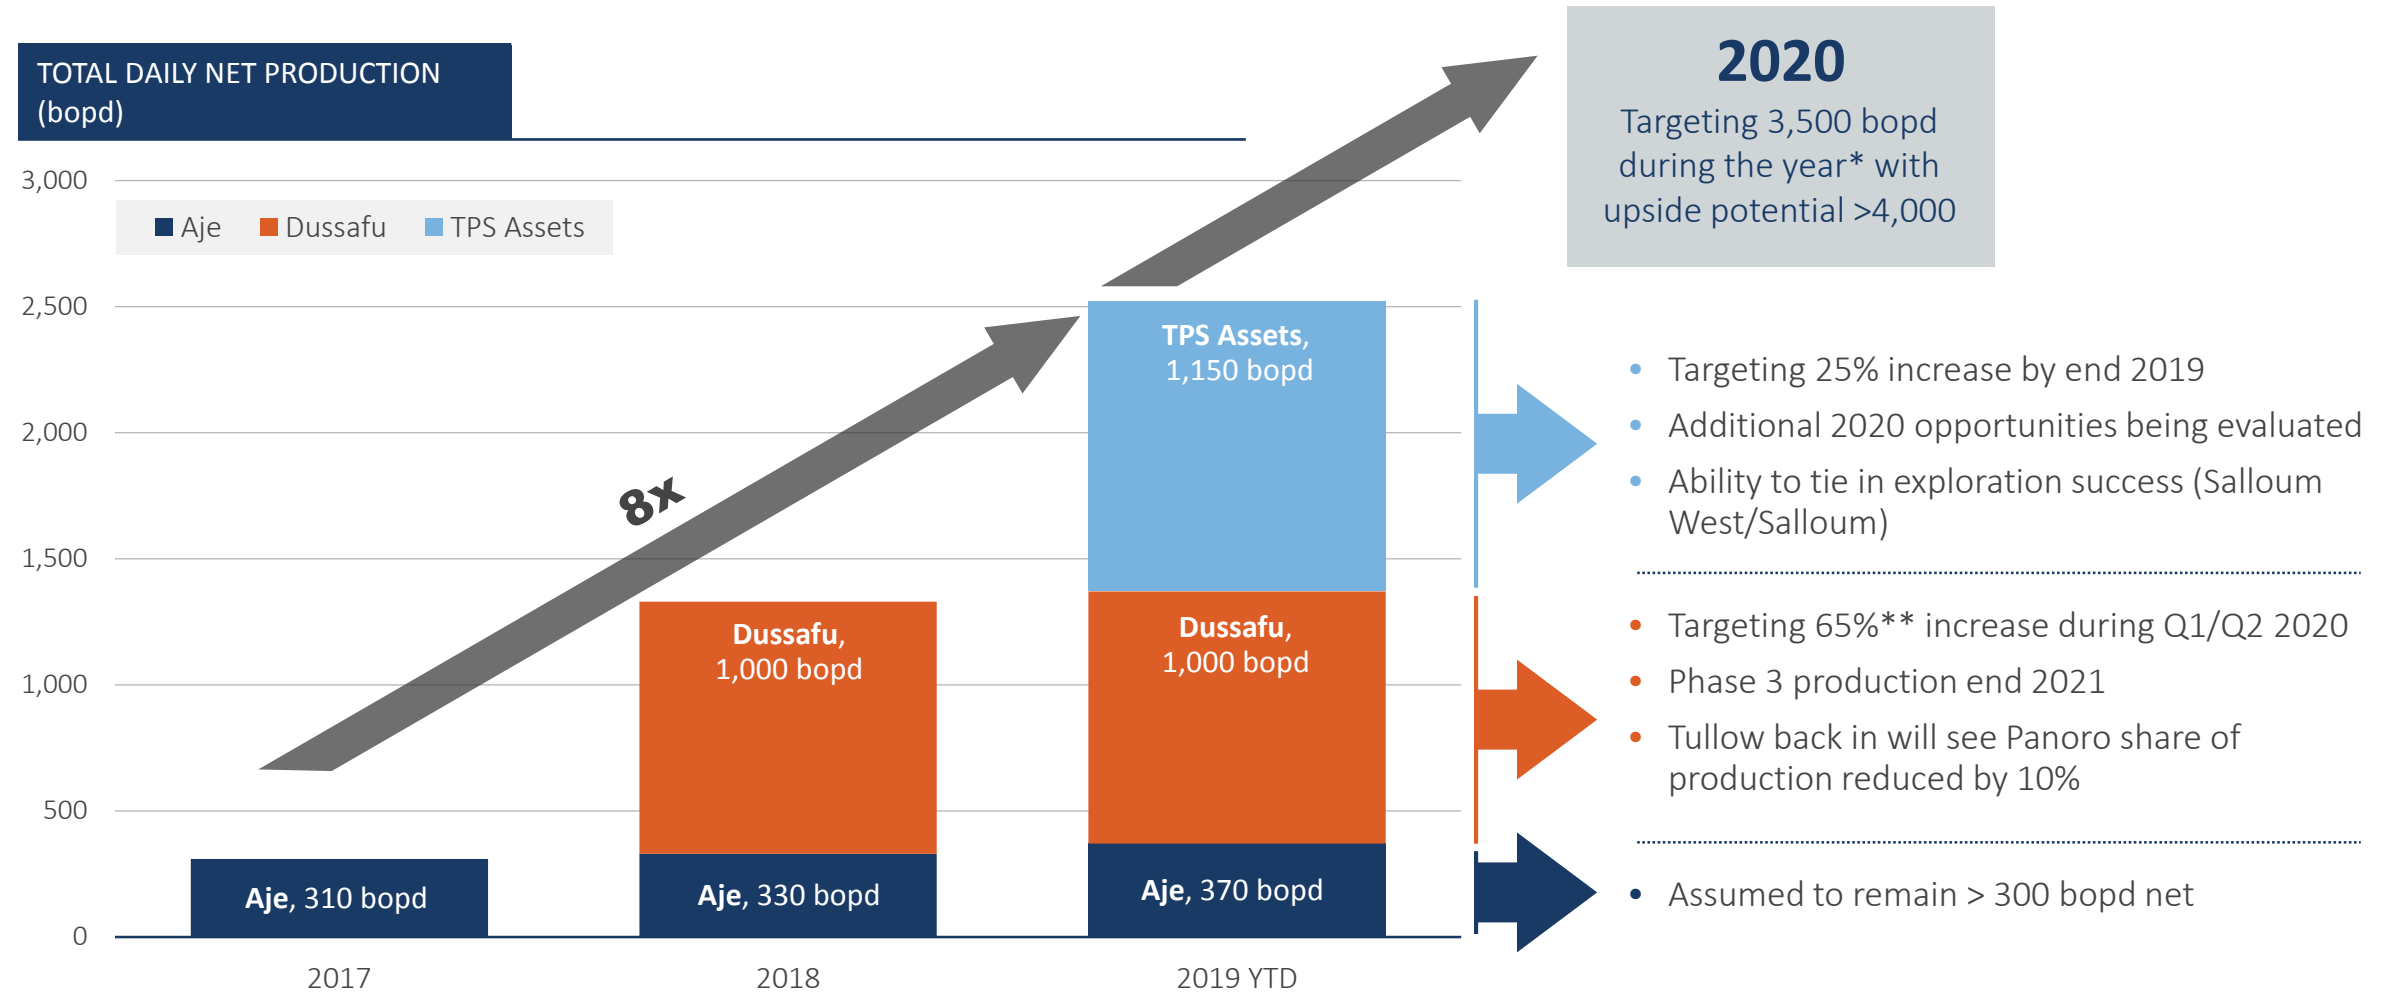 TOTAL DAILY NET PRODUCTION
(bopd)
2020
Targeting 3,500 bopd
during the year* with
upside potential >4,000
3,000
2,500
2,000
1,500
1,000
500
0
Aje
Dussafu
TPS Assets
8x
Aje, 310 bopd
Dussafu,
1,000 bopd
Aje, 330 bopd
TPS Assets,
1,150 bopd
Dussafu,
1,000 bopd
Aje, 370 bopd
2017
2018
2019 YTD
• Targeting 25% increase by end 2019
• Additional 2020 opportunities being evaluated
• Ability to tie in exploration success (Salloum
West/Salloum)
• Targeting 65%** increase during Q1/Q2 2020
• Phase 3 production end 2021
• Tullow back in will see Panoro share of
production reduced by 10%
• Assumed to remain > 300 bopd net